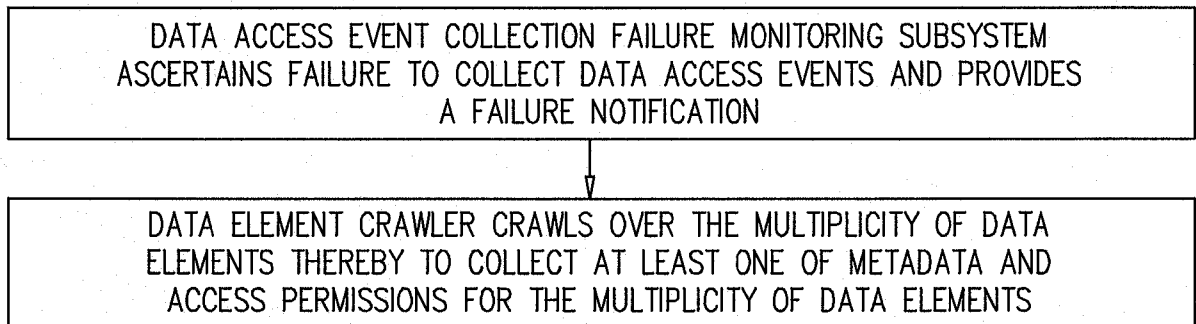 DATA ACCESS EVENT COLLECTION FAILURE MONITORING SUBSYSTEM
ASCERTAINS FAILURE TO COLLECT DATA ACCESS EVENTS AND PROVIDES
A FAILURE NOTIFICATION
DATA ELEMENT CRAWLER CRAWLS OVER THE MULTIPLICITY OF DATA
ELEMENTS THEREBY TO COLLECT AT LEAST ONE OF METADATA AND
ACCESS PERMISSIONS FOR THE MULTIPLICITY OF DATA ELEMENTS